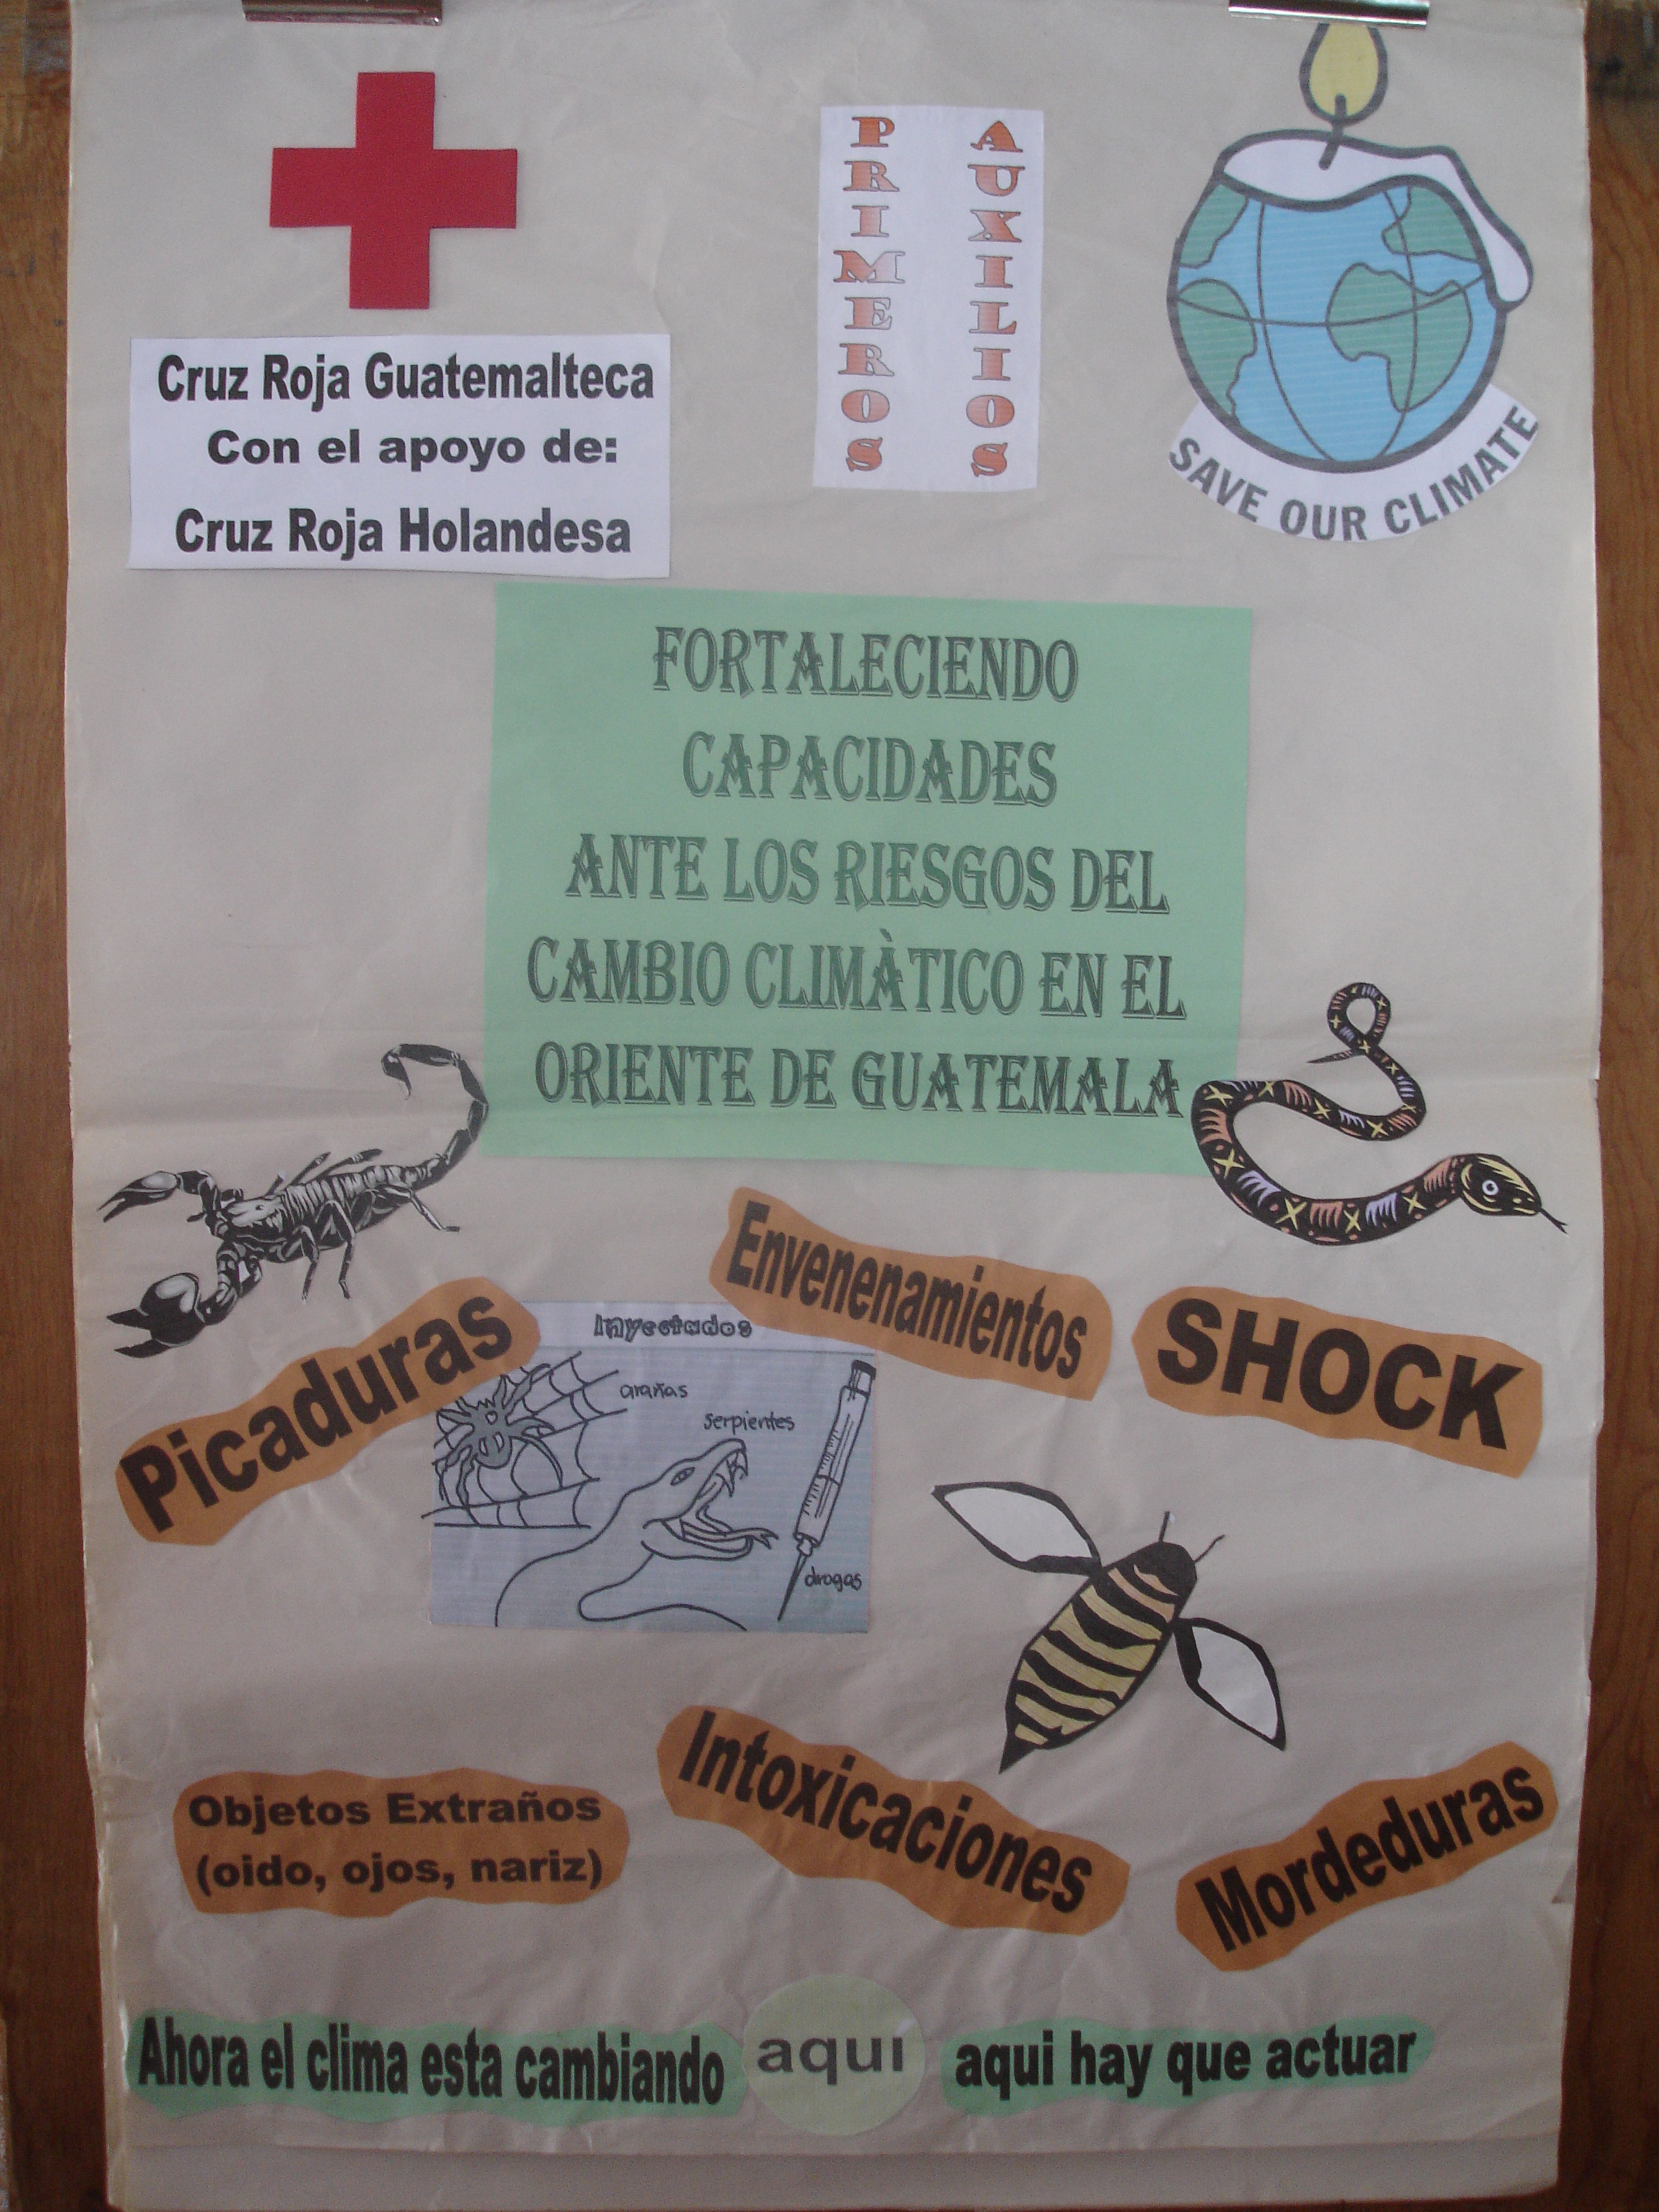 PRIMEROS
AUXILIOS
Cruz Roja Guatemalteca
Con el apoyo de:
Cruz Roja Holandesa
SAVE OUR CLIMATE
FORTALECIENDO
CAPACIDADES
ANTE LOS RIESGOS DEL
CAMBIO CLIMÀTICO EN EL
ORIENTE DE GUATEMALA
Envenenamientos
SHOCK
Picaduras
Inyectados
arañas
serpientes
drogas
Intoxicaciones
Objetos Extraños
(oido, ojos, nariz)
Mordeduras
Ahora el clima esta cambiando aqui aqui hay que actuar